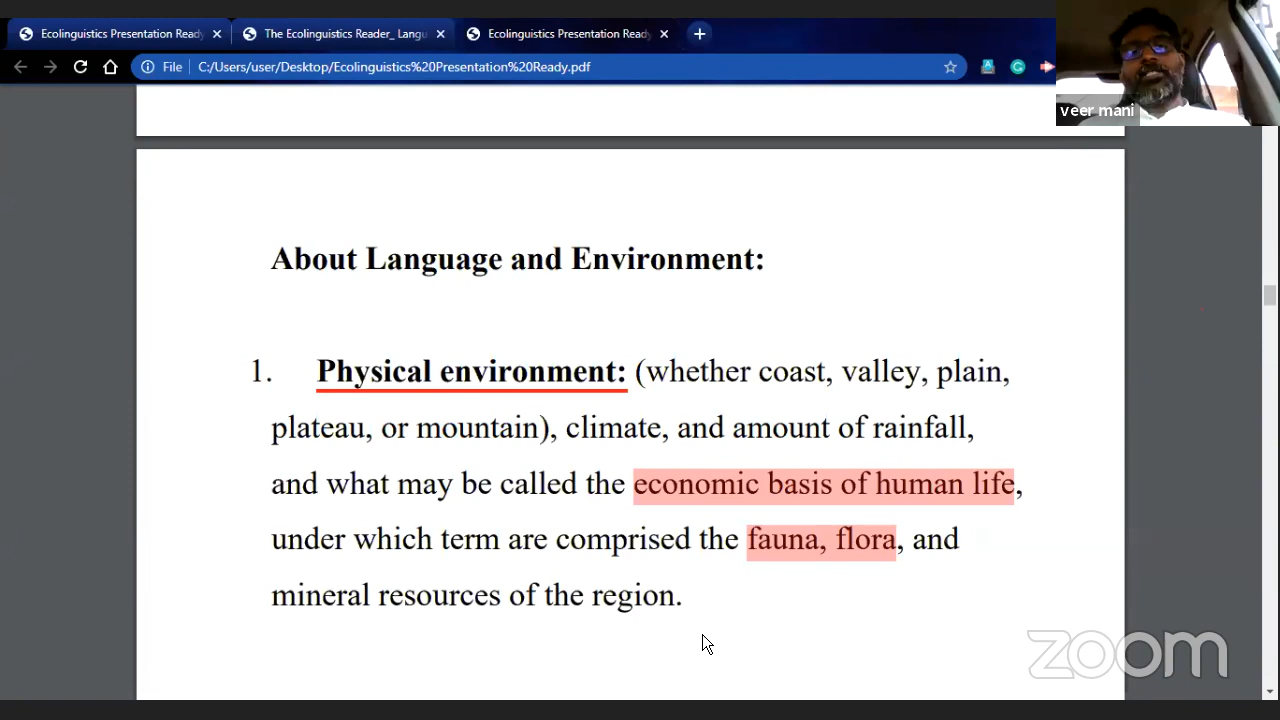 Ecolinguistics Presentation Ready
The Ecolinguistics Reader_ Langu
Ecolinguistics Presentation Ready
File
C:/Users/user/Desktop/Ecolinguistics%20Presentation%20Ready.pdf
veer mani
About Language and Environment:
1. Physical environment: (whether coast, valley, plain,
plateau, or mountain), climate, and amount of rainfall,
and what may be called the economic basis of human life,
under which term are comprised the fauna, flora, and
mineral resources of the region.
zoom